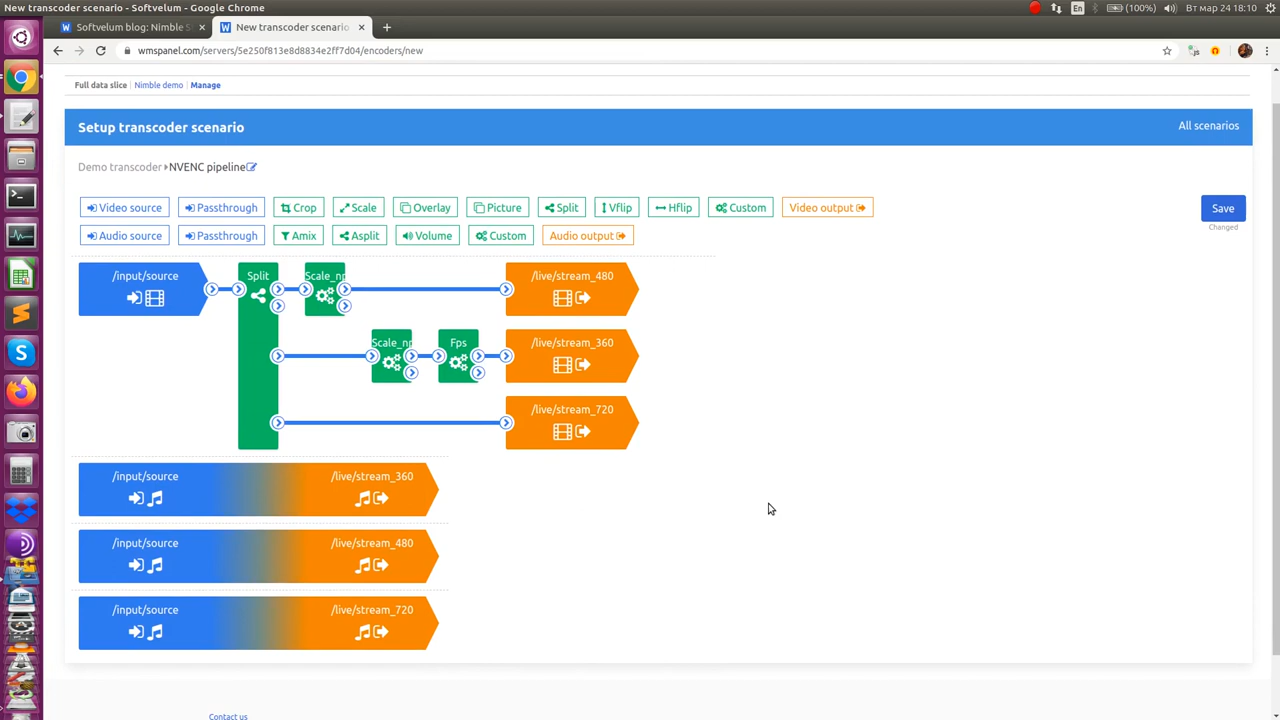 New transcoder scenario - Softvelum - Google Chrome
En
(100%)
Вт мар 24 18:10
Softvelum blog: Nimble S
New transcoder scenario
wmspanel.com/servers/5e250f813e8d8834e2ff7d04/encoders/new
Full data slice | Nimble demo | Manage
Setup transcoder scenario
All scenarios
Demo transcoder NVENC pipeline
Video source
Passthrough
Crop
Scale
Overlay
Picture
Split
Vflip
Hflip
Custom
Video output
Save
Changed
Audio source
Passthrough
Amix
Asplit
Volume
Custom
Audio output
/input/source
Split
Scale_np
/live/stream_480
Scale_np
Fps
/live/stream_360
/live/stream_720
/input/source
/live/stream_360
/input/source
/live/stream_480
/input/source
/live/stream_720
Contact us